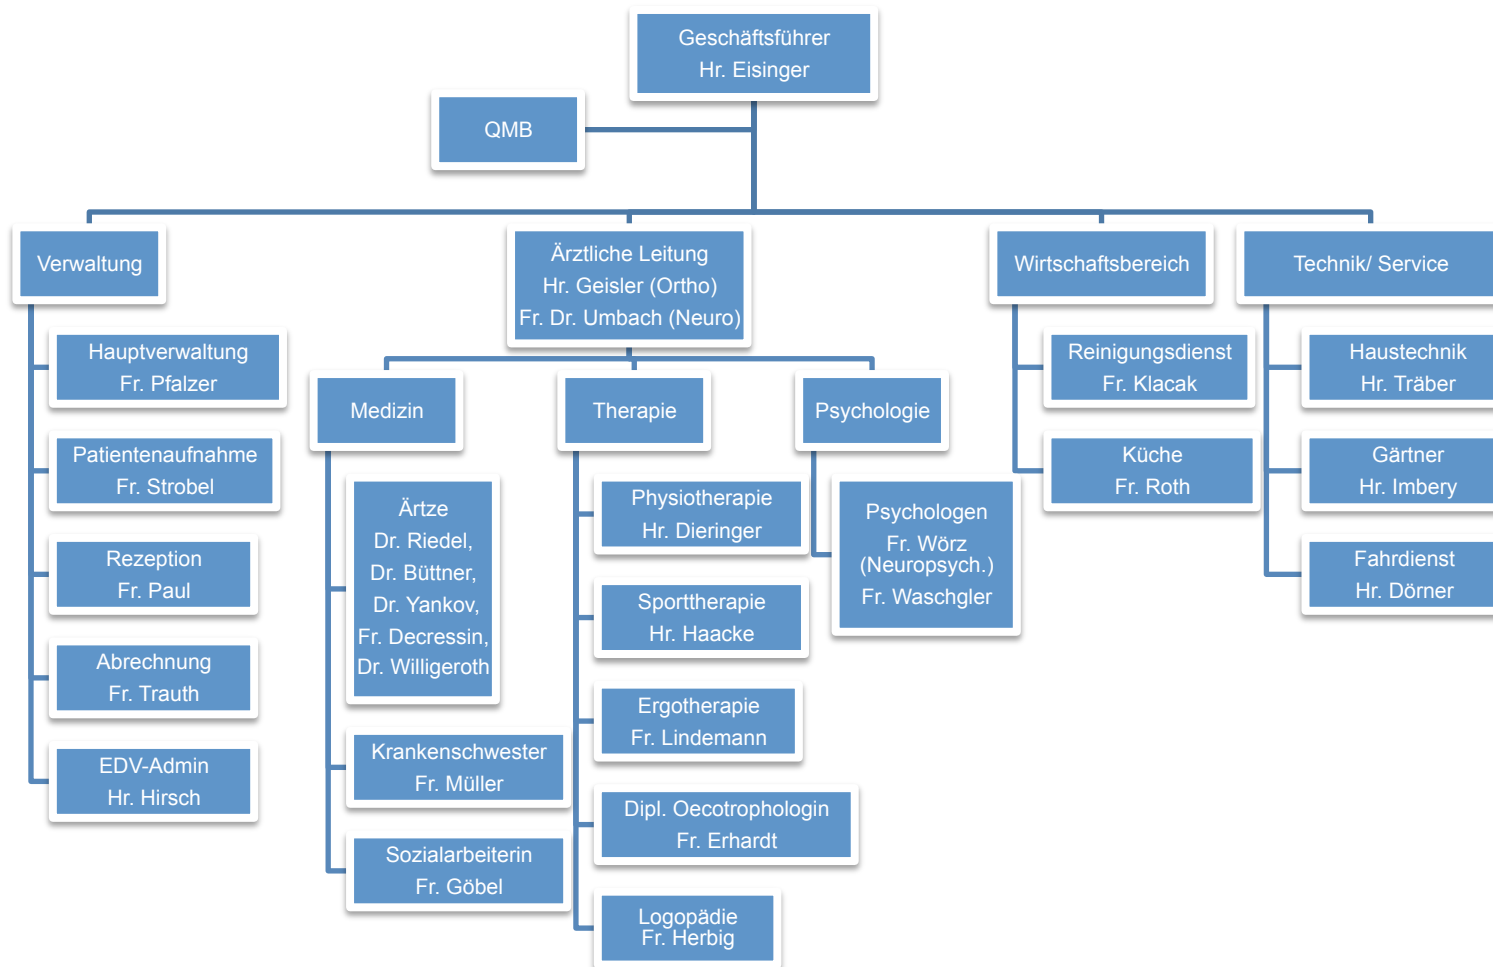 Geschäftsführer
Hr. Eisinger
QMB
Verwaltung
Hauptverwaltung
Fr. Pfalzer
Patientenaufnahme
Fr. Strobel
Rezeption
Fr. Paul
Abrechnung
Fr. Trauth
EDV-Admin
Hr. Hirsch
Ärztliche Leitung
Hr. Geisler (Ortho)
Fr. Dr. Umbach (Neuro)
Medizin
Ärtze
Dr. Riedel,
Dr. Büttner,
Dr. Yankov,
Fr. Decressin,
Dr. Willigeroth
Krankenschwester
Fr. Müller
Sozialarbeiterin
Fr. Göbel
Therapie
Physiotherapie
Hr. Dieringer
Sporttherapie
Hr. Haacke
Ergotherapie
Fr. Lindemann
Dipl. Oecotrophologin
Fr. Erhardt
Logopädie
Fr. Herbig
Psychologie
Psychologen
Fr. Wörz
(Neuropsych.)
Fr. Waschgler
Wirtschaftsbereich
Reinigungsdienst
Fr. Klacak
Küche
Fr. Roth
Technik/ Service
Haustechnik
Hr. Träber
Gärtner
Hr. Imbery
Fahrdienst
Hr. Dörner